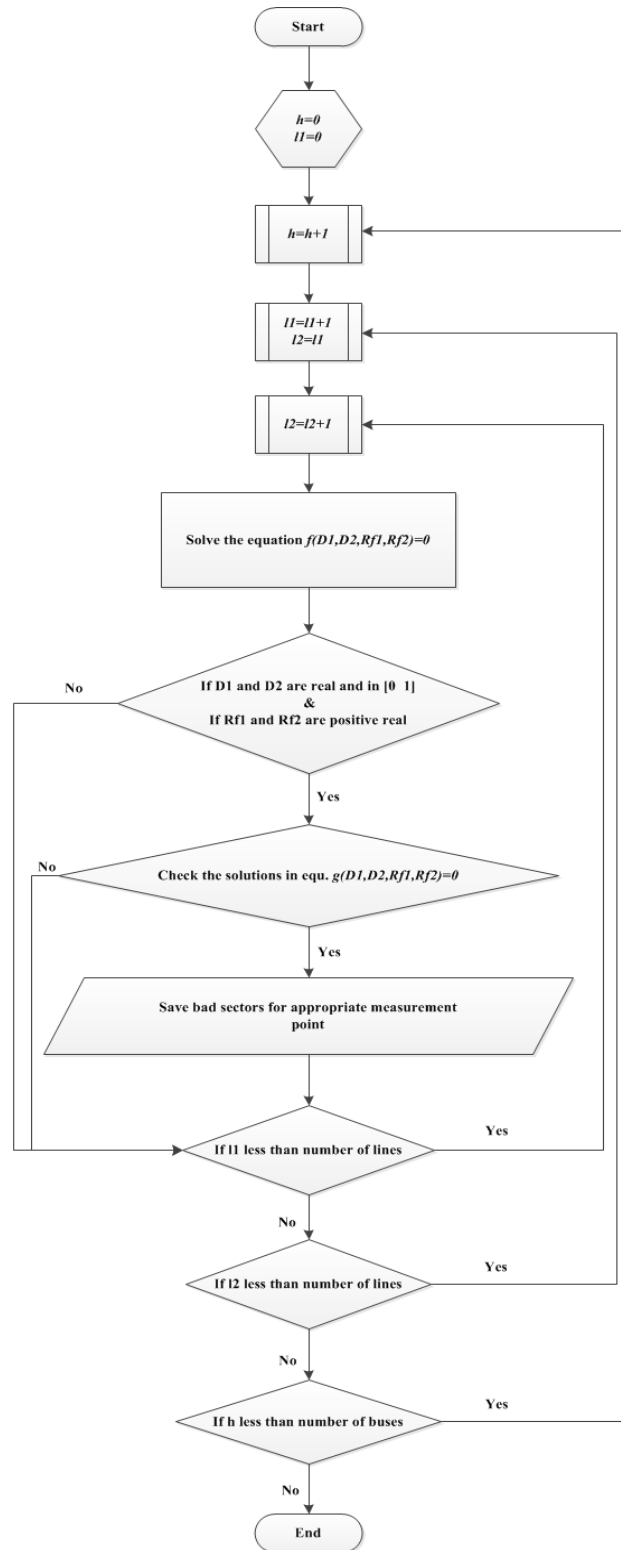 Start
h=0
l1=0
h=h+1
l1=l1+1
l2=l1
l2=l2+1
Solve the equation f(D1,D2,Rf1,Rf2)=0
No
If D1 and D2 are real and in [0 1]
&
If Rf1 and Rf2 are positive real
Yes
No
Check the solutions in equ. g(D1,D2,Rf1,Rf2)=0
Yes
Save bad sectors for appropriate measurement
point
If l1 less than number of lines
Yes
No
If l2 less than number of lines
Yes
No
If h less than number of buses
Yes
No
End